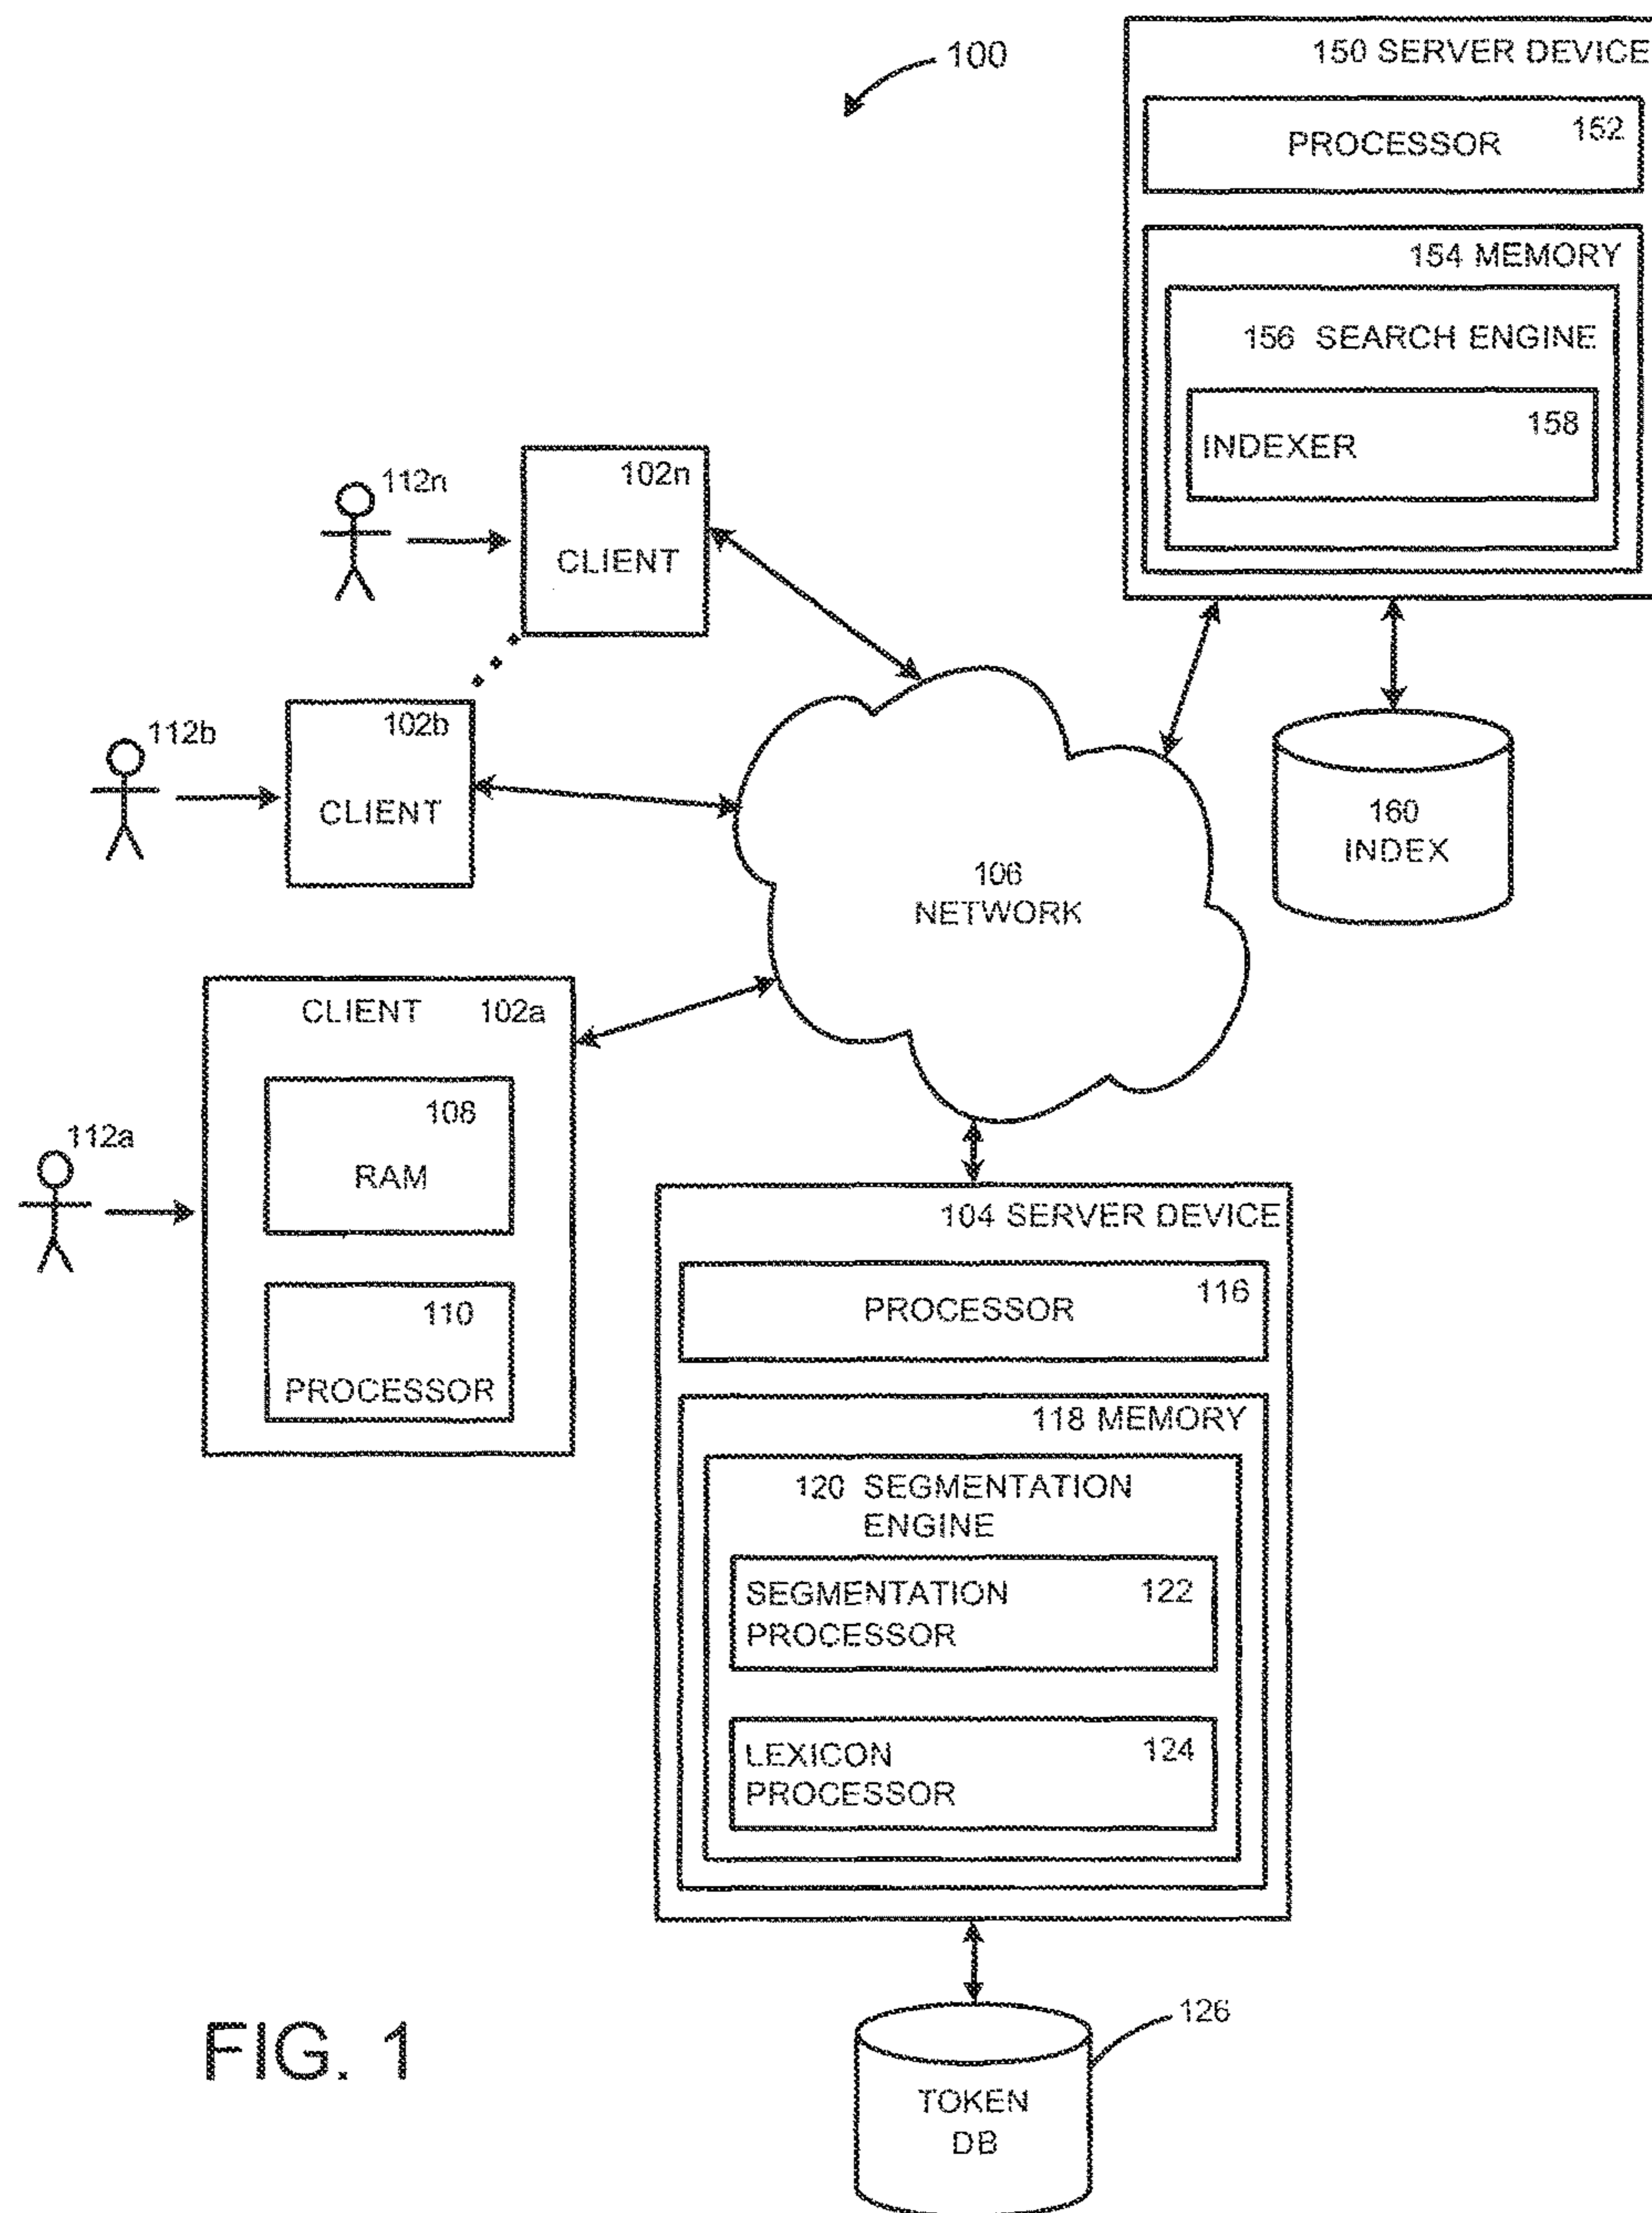 100
150 SERVER DEVICE
PROCESSOR 152
154 MEMORY
156 SEARCH ENGINE
INDEXER 158
160
INDEX
112n
102n
CLIENT
112b
102b
CLIENT
106
NETWORK
CLIENT 102a
108
RAM
110
PROCESSOR
112a
104 SERVER DEVICE
PROCESSOR 116
118 MEMORY
120 SEGMENTATION
ENGINE
SEGMENTATION 122
PROCESSOR
LEXICON 124
PROCESSOR
126
TOKEN
DB
FIG. 1